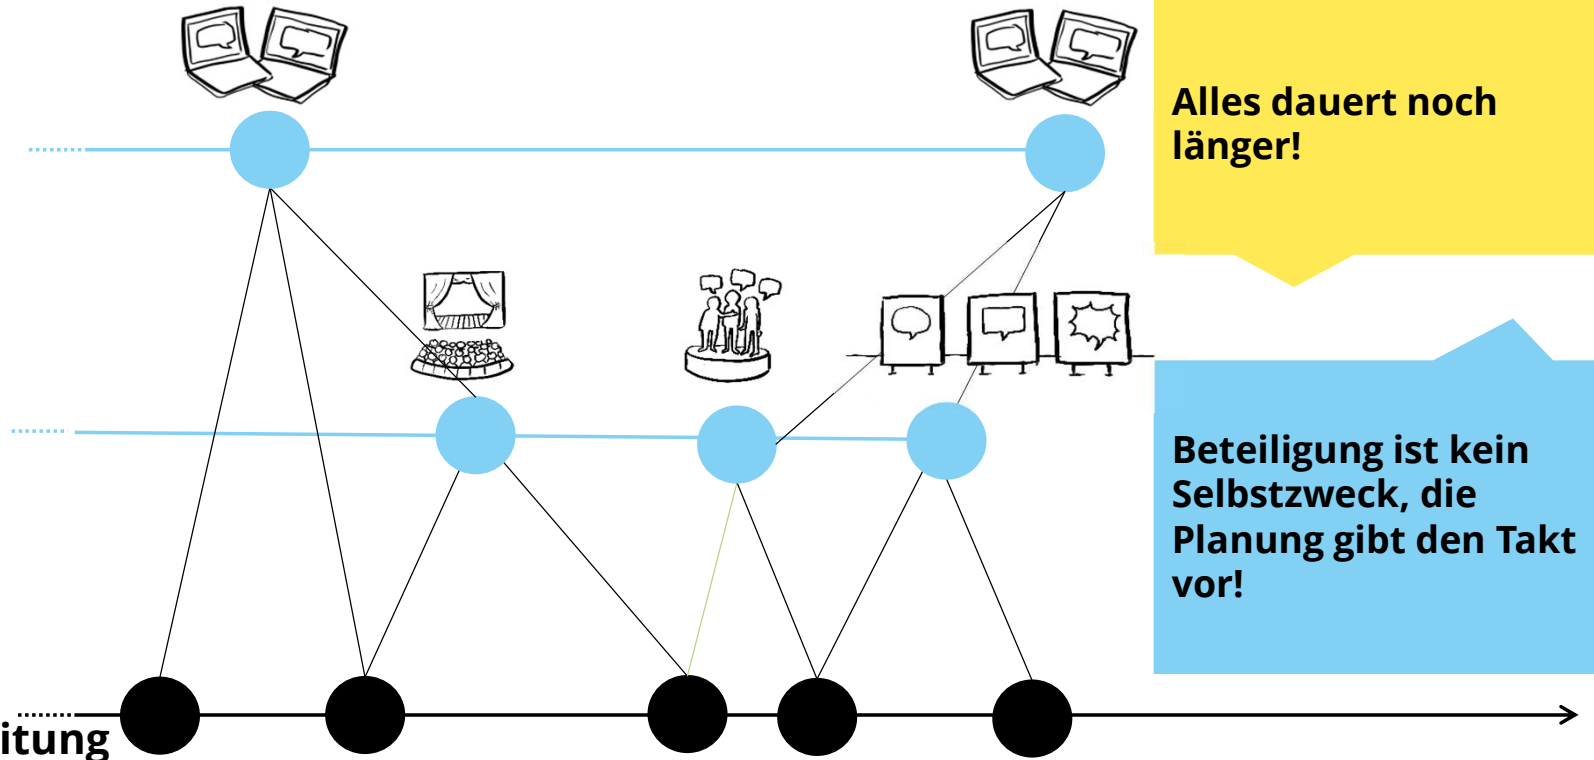 Alles dauert noch
länger!
Beteiligung ist kein
Selbstzweck, die
Planung gibt den Takt
vor!
itung